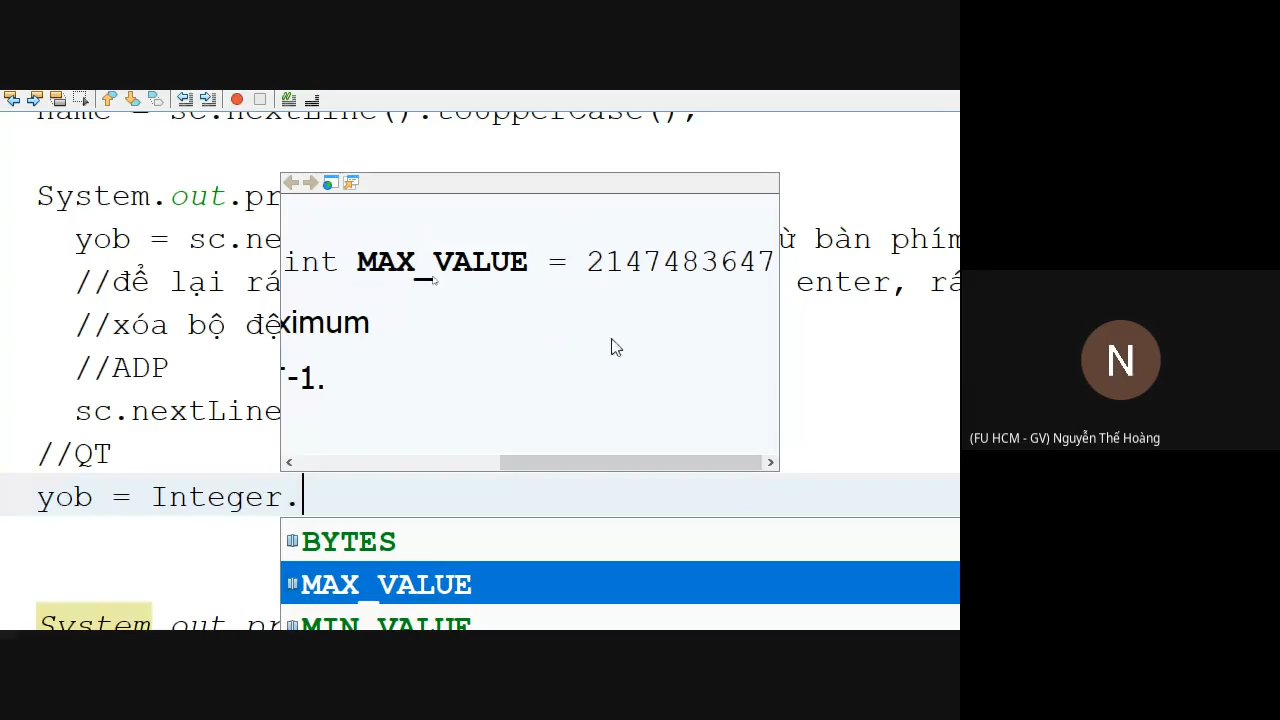 name = sc.nextLine().toUpperCase();
System.out.pr
yob = sc.ne
ừ bàn phím
//để lại rá
enter, rá
//xóa bộ đệ
//ADP
sc.nextLine
//QT
yob = Integer.
int MAX_VALUE = 2147483647
ximum
-1.
BYTES
MAX_VALUE
MIN_VALUE
System.out.pr
N
(FU HCM - GV) Nguyễn Thế Hoàng